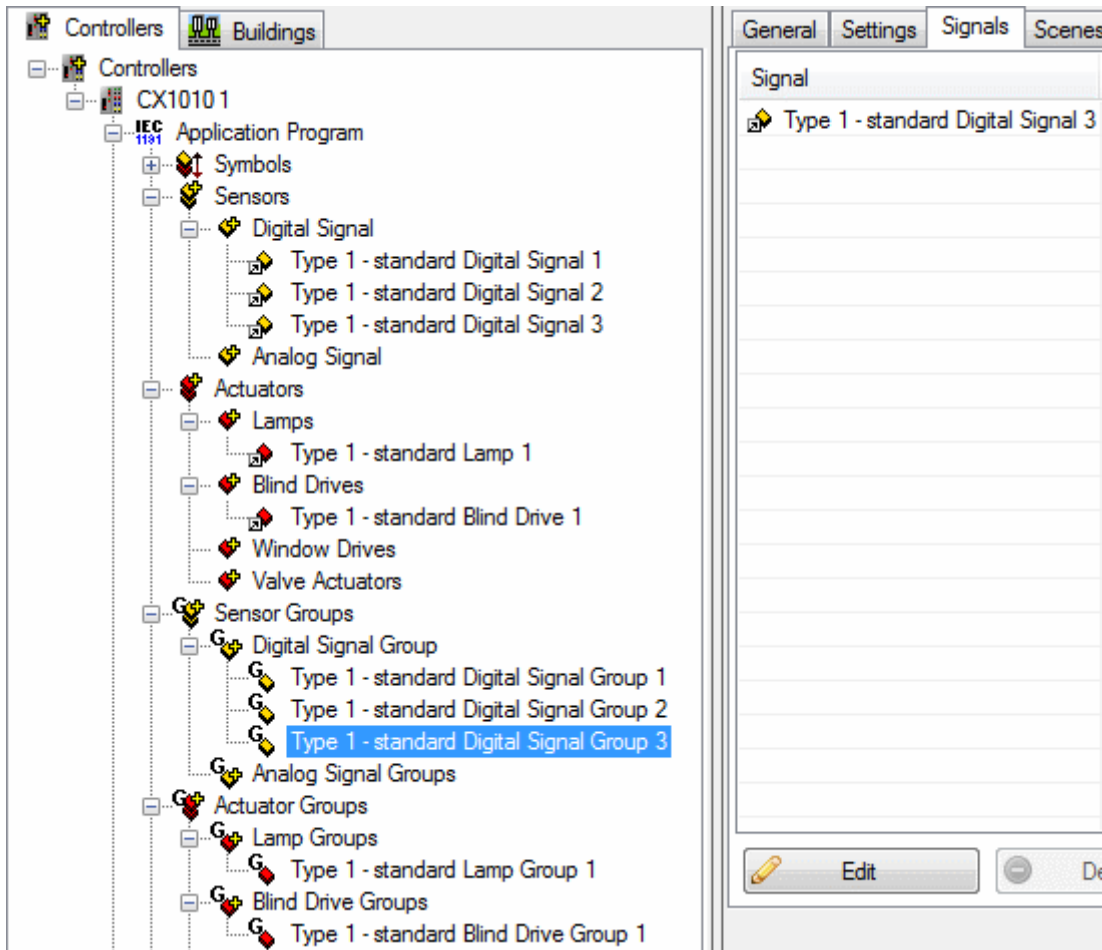 Controllers
Buildings
Controllers
CX1010 1
IEC
1131
Application Program
Symbols
Sensors
Digital Signal
Type 1 - standard Digital Signal 1
Type 1 - standard Digital Signal 2
Type 1 - standard Digital Signal 3
Analog Signal
Actuators
Lamps
Type 1 - standard Lamp 1
Blind Drives
Type 1 - standard Blind Drive 1
Window Drives
Valve Actuators
G Sensor Groups
G Digital Signal Group
G Type 1 - standard Digital Signal Group 1
G Type 1 - standard Digital Signal Group 2
G Type 1 - standard Digital Signal Group 3
G Analog Signal Groups
G Actuator Groups
G Lamp Groups
G Type 1 - standard Lamp Group 1
G Blind Drive Groups
G Type 1 - standard Blind Drive Group 1
General Settings Signals Scenes
Signal
Type 1 - standard Digital Signal 3
Edit
De